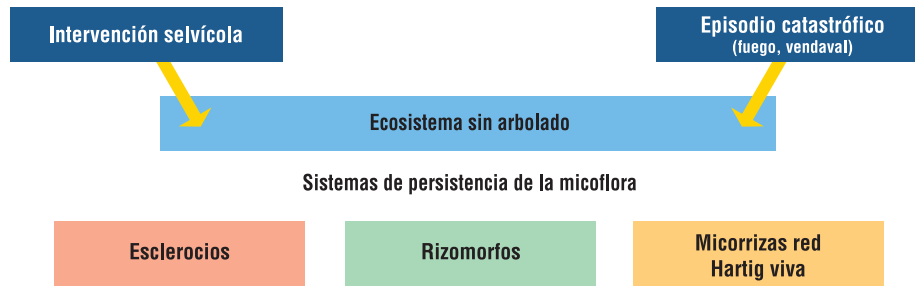 Intervención selvícola
Episodio catastrófico
(fuego, vendaval)
Ecosistema sin arbolado
Sistemas de persistencia de la micoflora
Esclerocios
Rizomorfos
Micorrizas red
Hartig viva